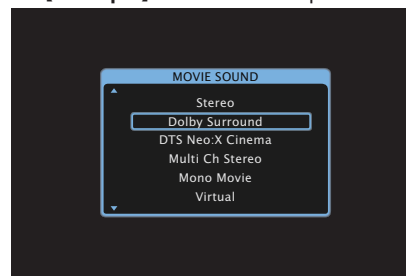 MOVIE SOUND
Stereo
Dolby Surround
DTS Neo:X Cinema
Multi Ch Stereo
Mono Movie
Virtual